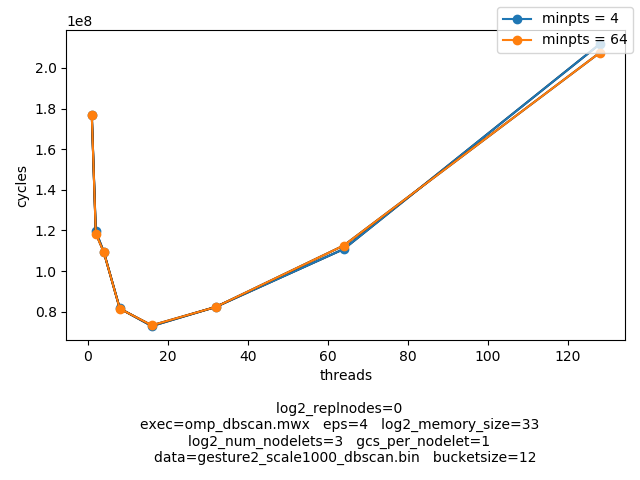 minpts = 4
minpts = 64
1e8
2.0
1.8
1.6
1.4
1.2
1.0
0.8
cycles
0 20 40 60 80 100 120
threads
log2_replnodes=0
exec=omp_dbscan.mwx eps=4 log2_memory_size=33
log2_num_nodelets=3 gcs_per_nodelet=1
data=gesture2_scale1000_dbscan.bin bucketsize=12